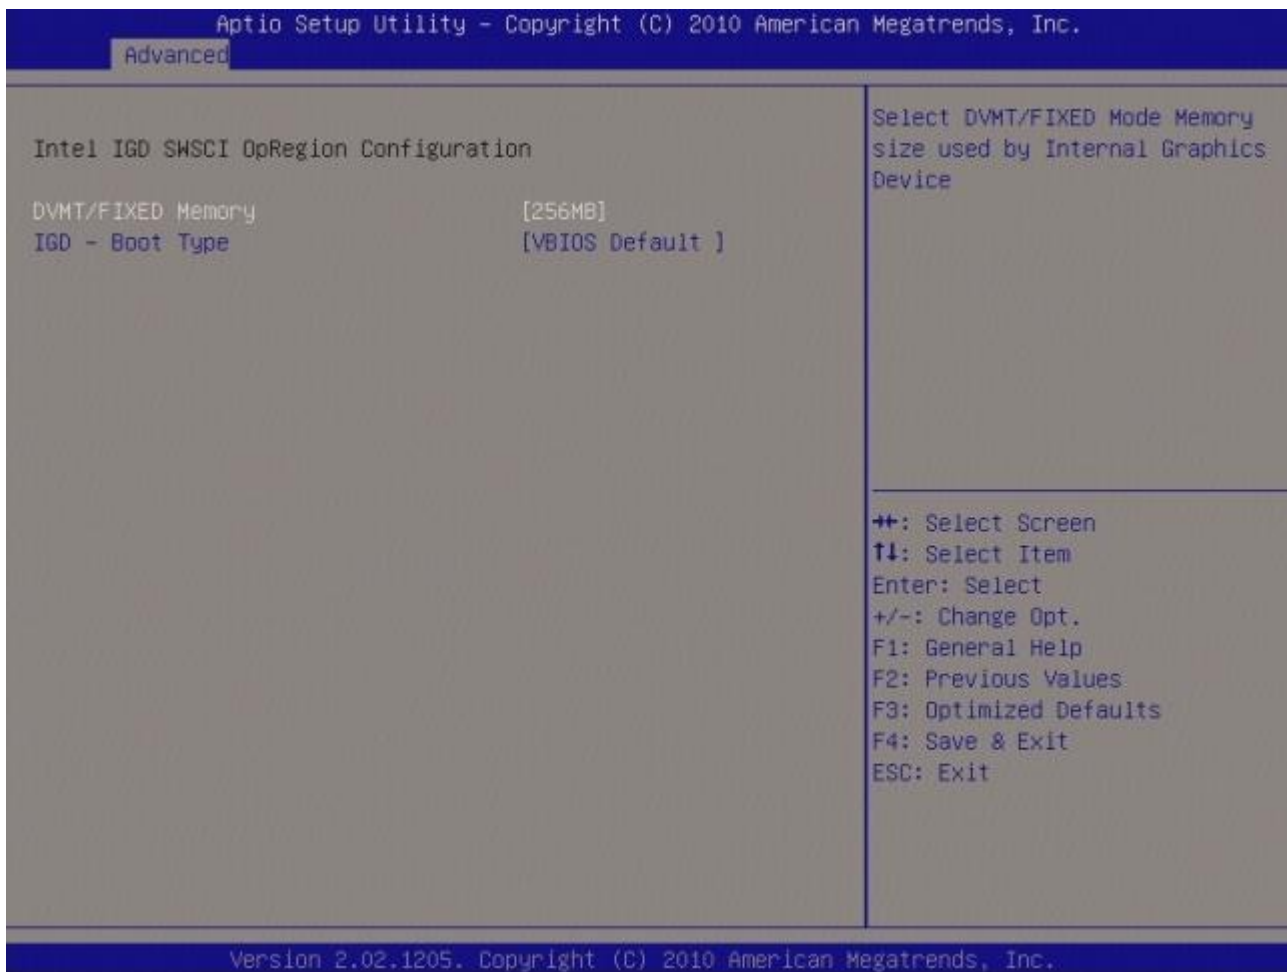 Aptio Setup Utility – Copyright (C) 2010 American Megatrends, Inc.
Advanced
Intel IGD SWSCI OpRegion Configuration
DVMT/FIXED Memory [256MB]
IGD - Boot Type [VBIOS Default ]
Select DVMT/FIXED Mode Memory
size used by Internal Graphics
Device
→←: Select Screen
↑↓: Select Item
Enter: Select
+/-: Change Opt.
F1: General Help
F2: Previous Values
F3: Optimized Defaults
F4: Save & Exit
ESC: Exit
Version 2.02.1205. Copyright (C) 2010 American Megatrends, Inc.